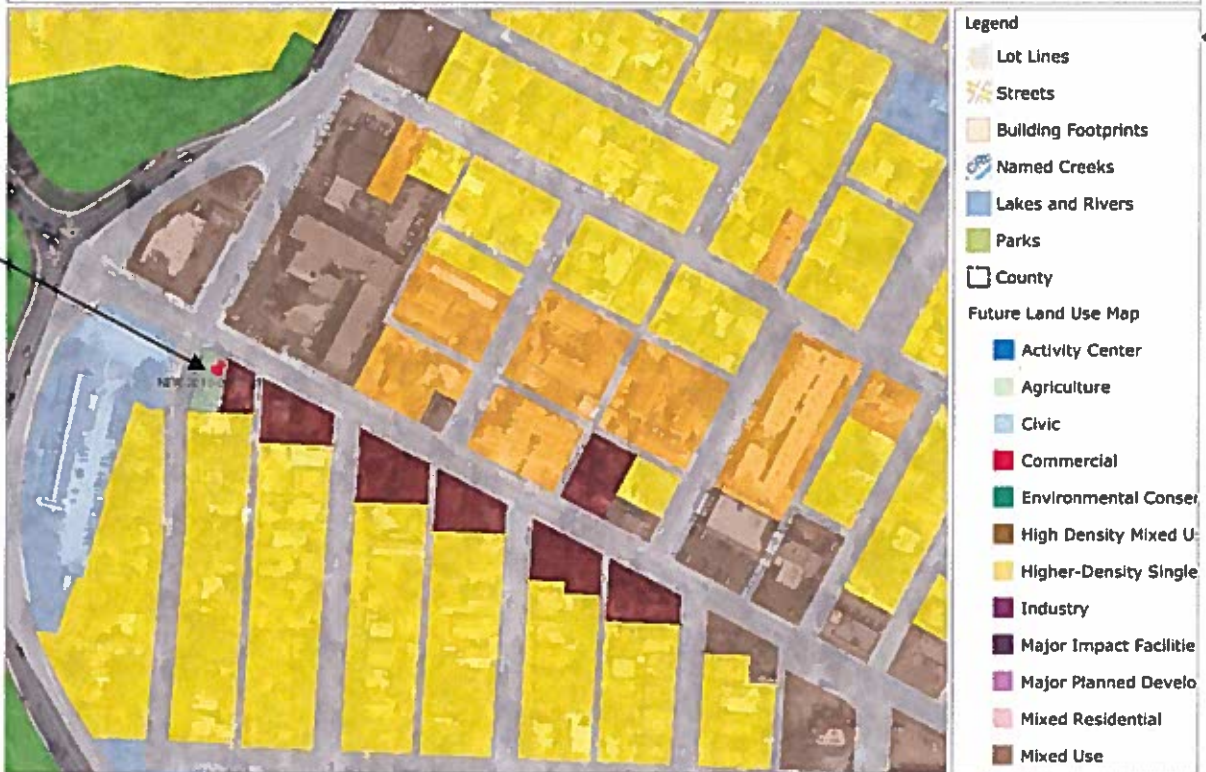 Legend
Lot Lines
Streets
Building Footprints
Named Creeks
Lakes and Rivers
Parks
County
Future Land Use Map
Activity Center
Agriculture
Civic
Commercial
Environmental Conser
High Density Mixed U
Higher-Density Single
Industry
Major Impact Facilitie
Major Planned Develo
Mixed Residential
Mixed Use